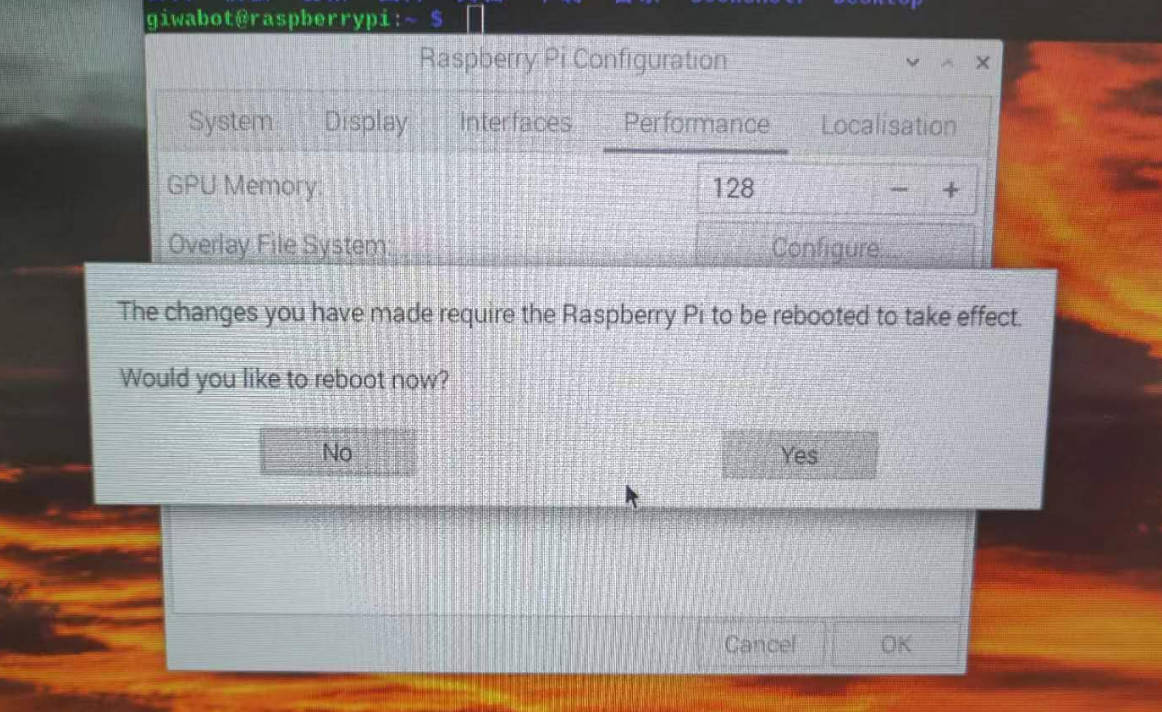 giwabot@raspberrypi:~ $
Raspberry Pi Configuration
System Display Interfaces Performance Localisation
GPU Memory: 128 − +
Overlay File System: Configure...
The changes you have made require the Raspberry Pi to be rebooted to take effect.
Would you like to reboot now?
No Yes
Cancel OK